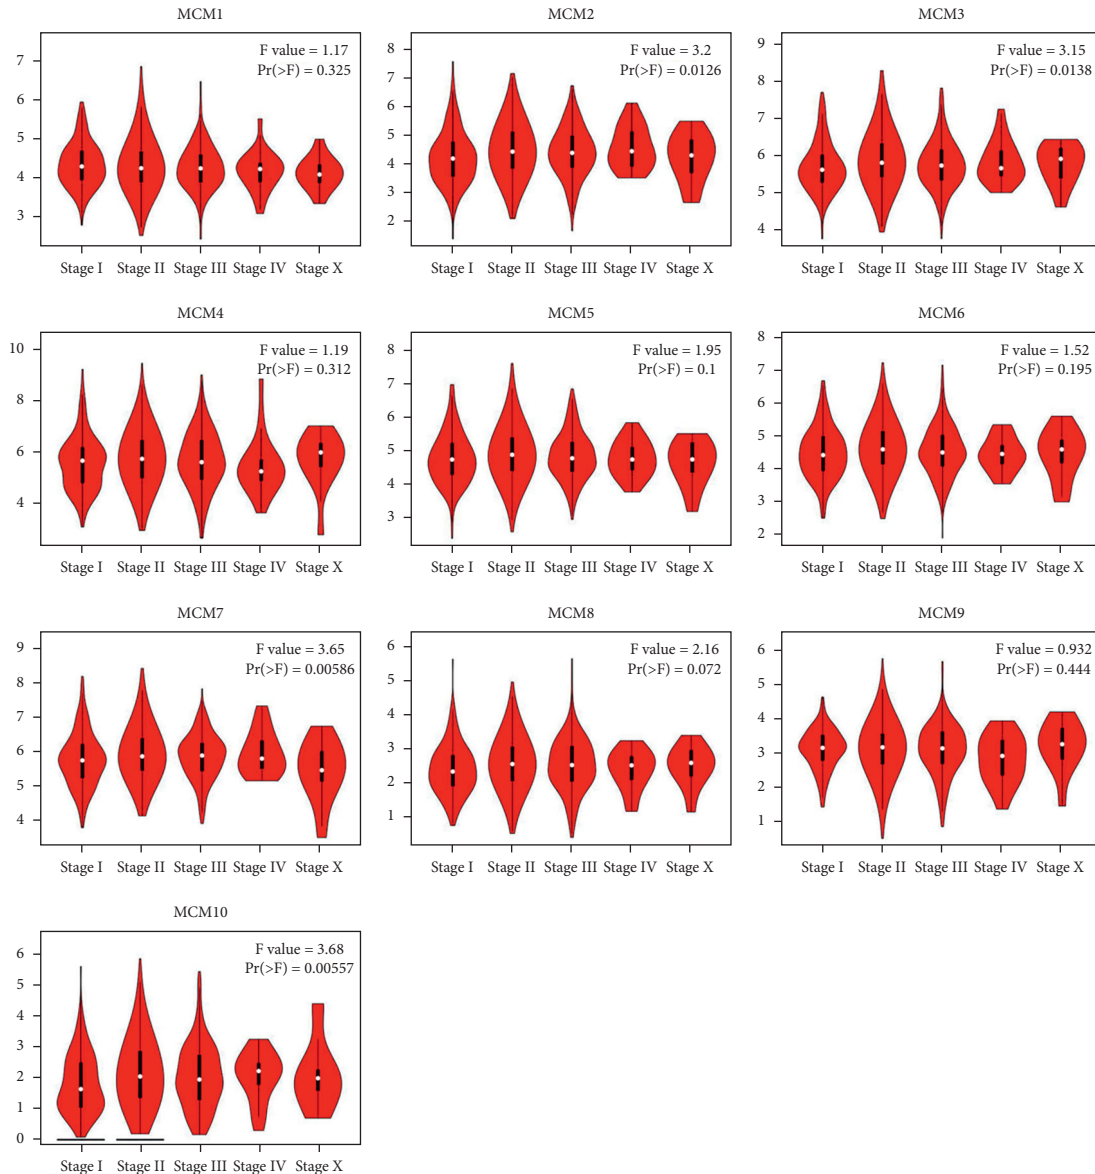 MCM1
F value = 1.17
Pr(>F) = 0.325
7
6
5
4
3
Stage I Stage II Stage III Stage IV Stage X
MCM2
F value = 3.2
Pr(>F) = 0.0126
8
7
6
5
4
3
2
Stage I Stage II Stage III Stage IV Stage X
MCM3
F value = 3.15
Pr(>F) = 0.0138
9
8
7
6
5
4
Stage I Stage II Stage III Stage IV Stage X
MCM4
F value = 1.19
Pr(>F) = 0.312
10
8
6
4
Stage I Stage II Stage III Stage IV Stage X
MCM5
F value = 1.95
Pr(>F) = 0.1
8
7
6
5
4
3
Stage I Stage II Stage III Stage IV Stage X
MCM6
F value = 1.52
Pr(>F) = 0.195
8
7
6
5
4
3
2
Stage I Stage II Stage III Stage IV Stage X
MCM7
F value = 3.65
Pr(>F) = 0.00586
9
8
7
6
5
4
Stage I Stage II Stage III Stage IV Stage X
MCM8
F value = 2.16
Pr(>F) = 0.072
6
5
4
3
2
1
Stage I Stage II Stage III Stage IV Stage X
MCM9
F value = 0.932
Pr(>F) = 0.444
6
5
4
3
2
1
Stage I Stage II Stage III Stage IV Stage X
MCM10
F value = 3.68
Pr(>F) = 0.00557
6
5
4
3
2
1
0
Stage I Stage II Stage III Stage IV Stage X